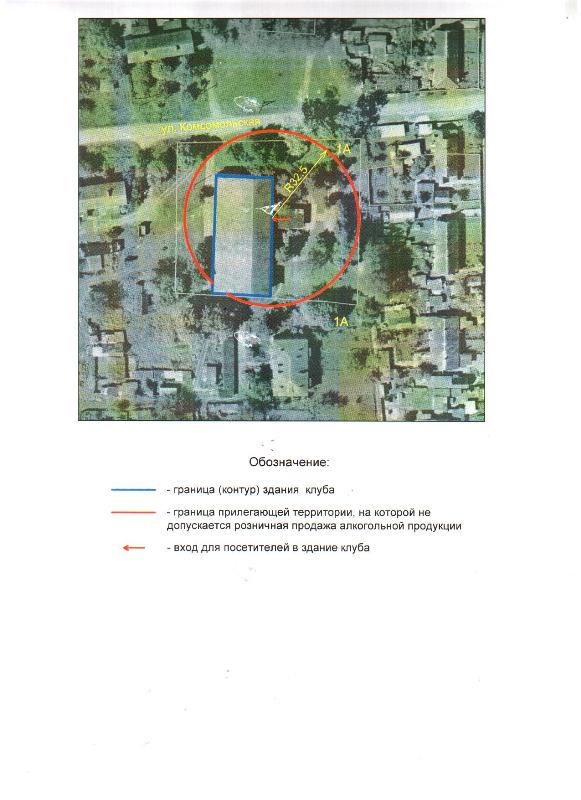 ул. Комсомольская
1А
R32,5
1А
Обозначение:
- граница (контур) здания клуба
- граница прилегающей территории, на которой не
допускается розничная продажа алкогольной продукции
- вход для посетителей в здание клуба